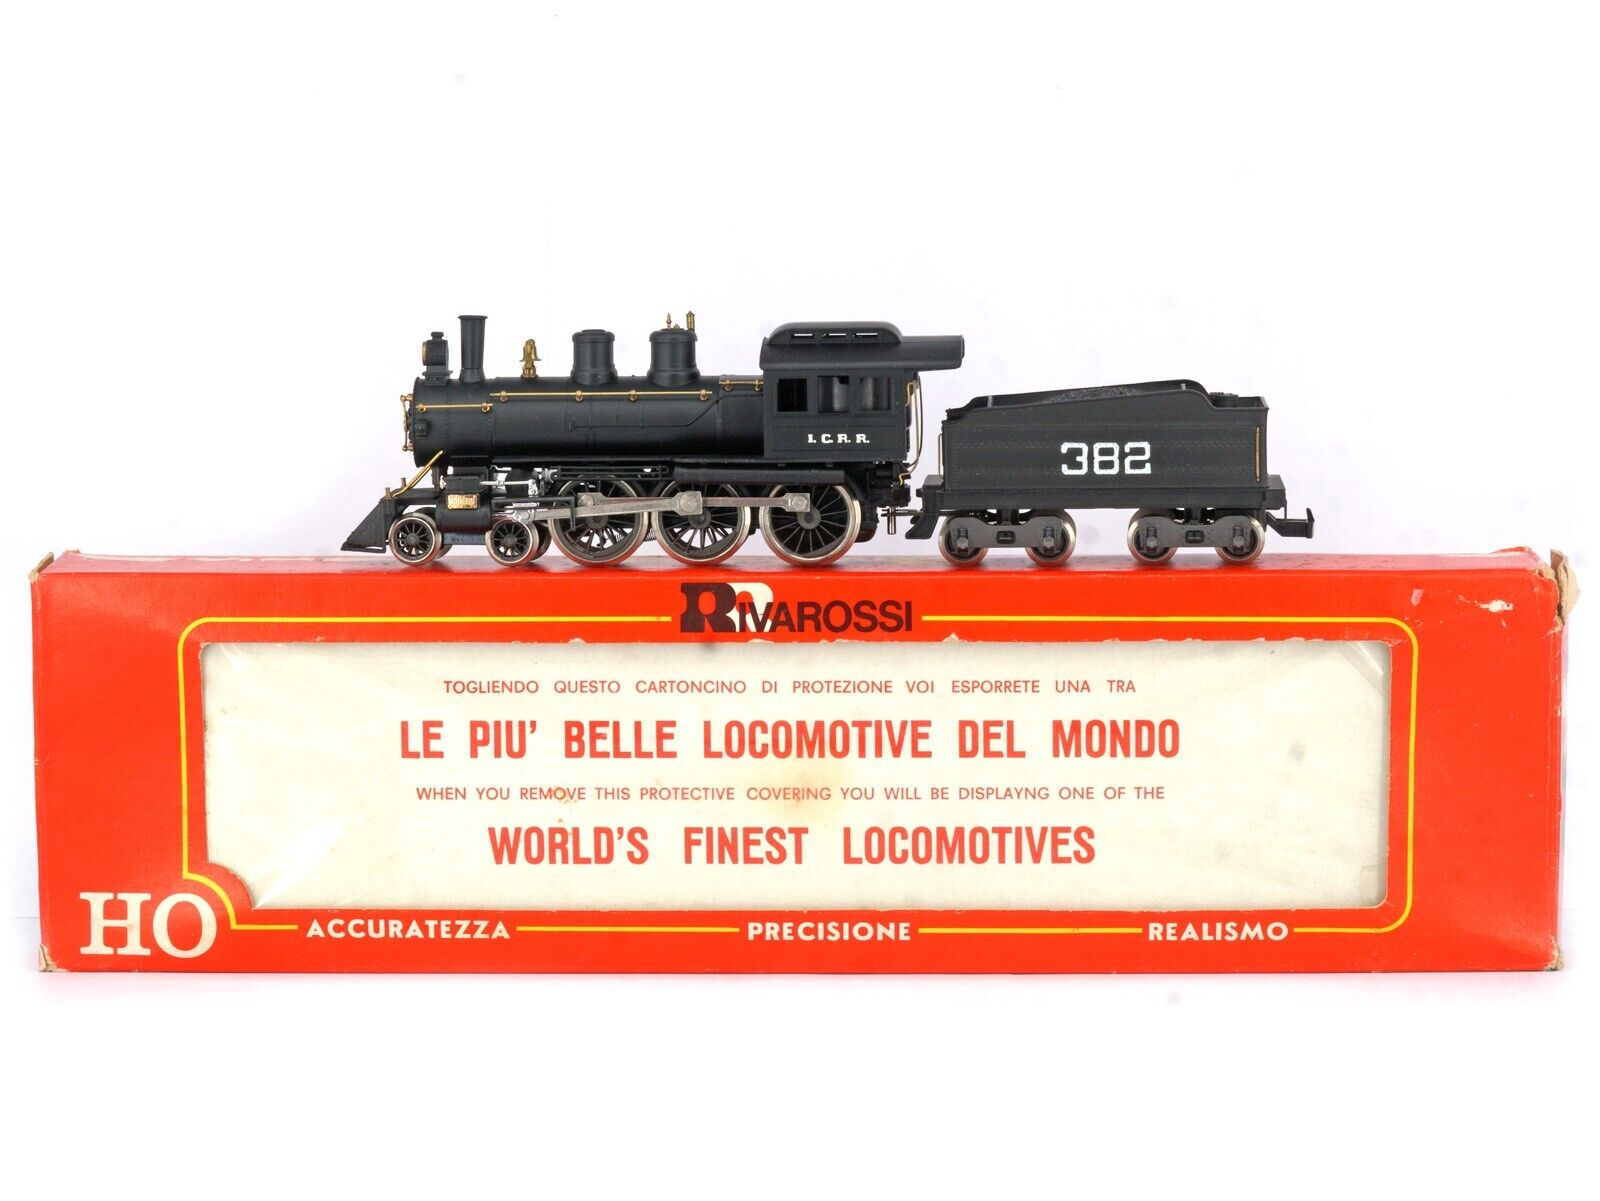 I.C.R.R.
382
RIVAROSSI
TOGLIENDO QUESTO CARTONCINO DI PROTEZIONE VOI ESPORRETE UNA TRA
LE PIU' BELLE LOCOMOTIVE DEL MONDO
WHEN YOU REMOVE THIS PROTECTIVE COVERING YOU WILL BE DISPLAYNG ONE OF THE
WORLD'S FINEST LOCOMOTIVES
HO
ACCURATEZZA PRECISIONE REALISMO